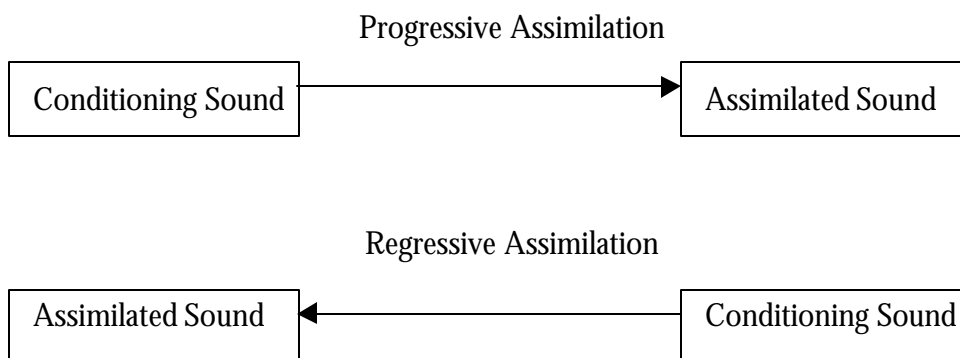 Progressive Assimilation
Conditioning Sound
Assimilated Sound
Regressive Assimilation
Assimilated Sound
Conditioning Sound